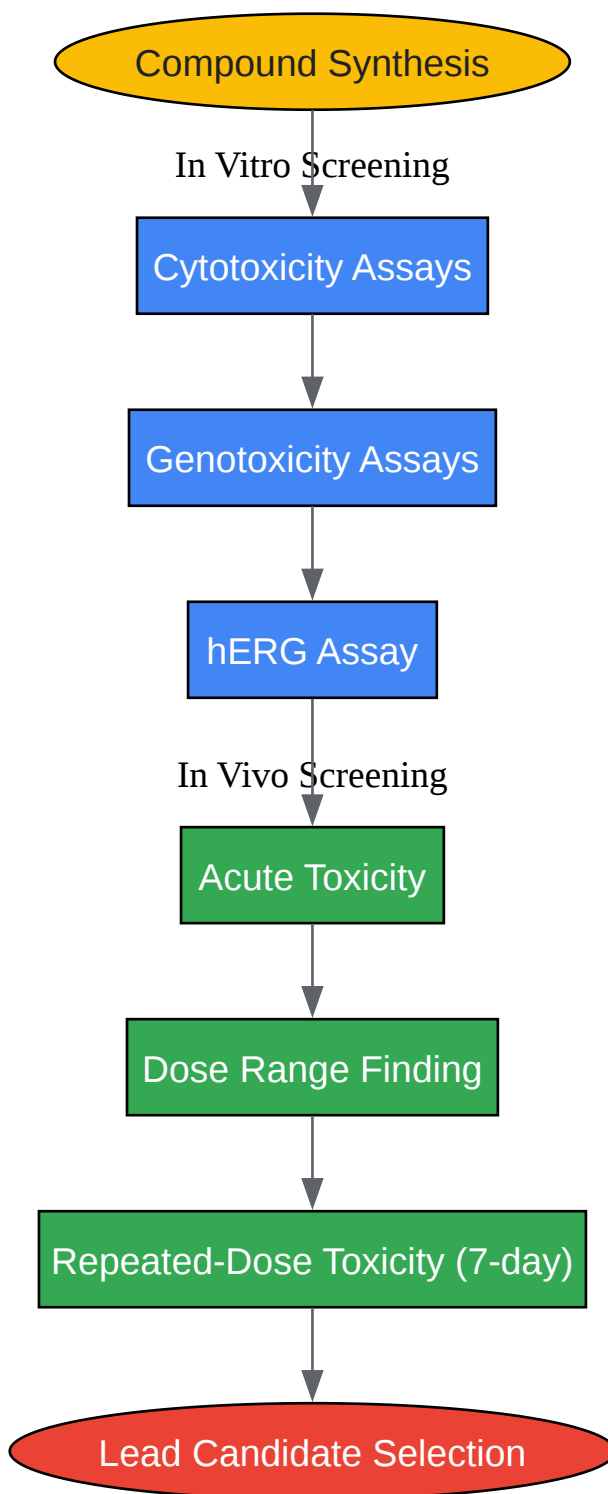 Compound Synthesis
In Vitro Screening
Cytotoxicity Assays
Genotoxicity Assays
hERG Assay
In Vivo Screening
Acute Toxicity
Dose Range Finding
Repeated-Dose Toxicity (7-day)
Lead Candidate Selection